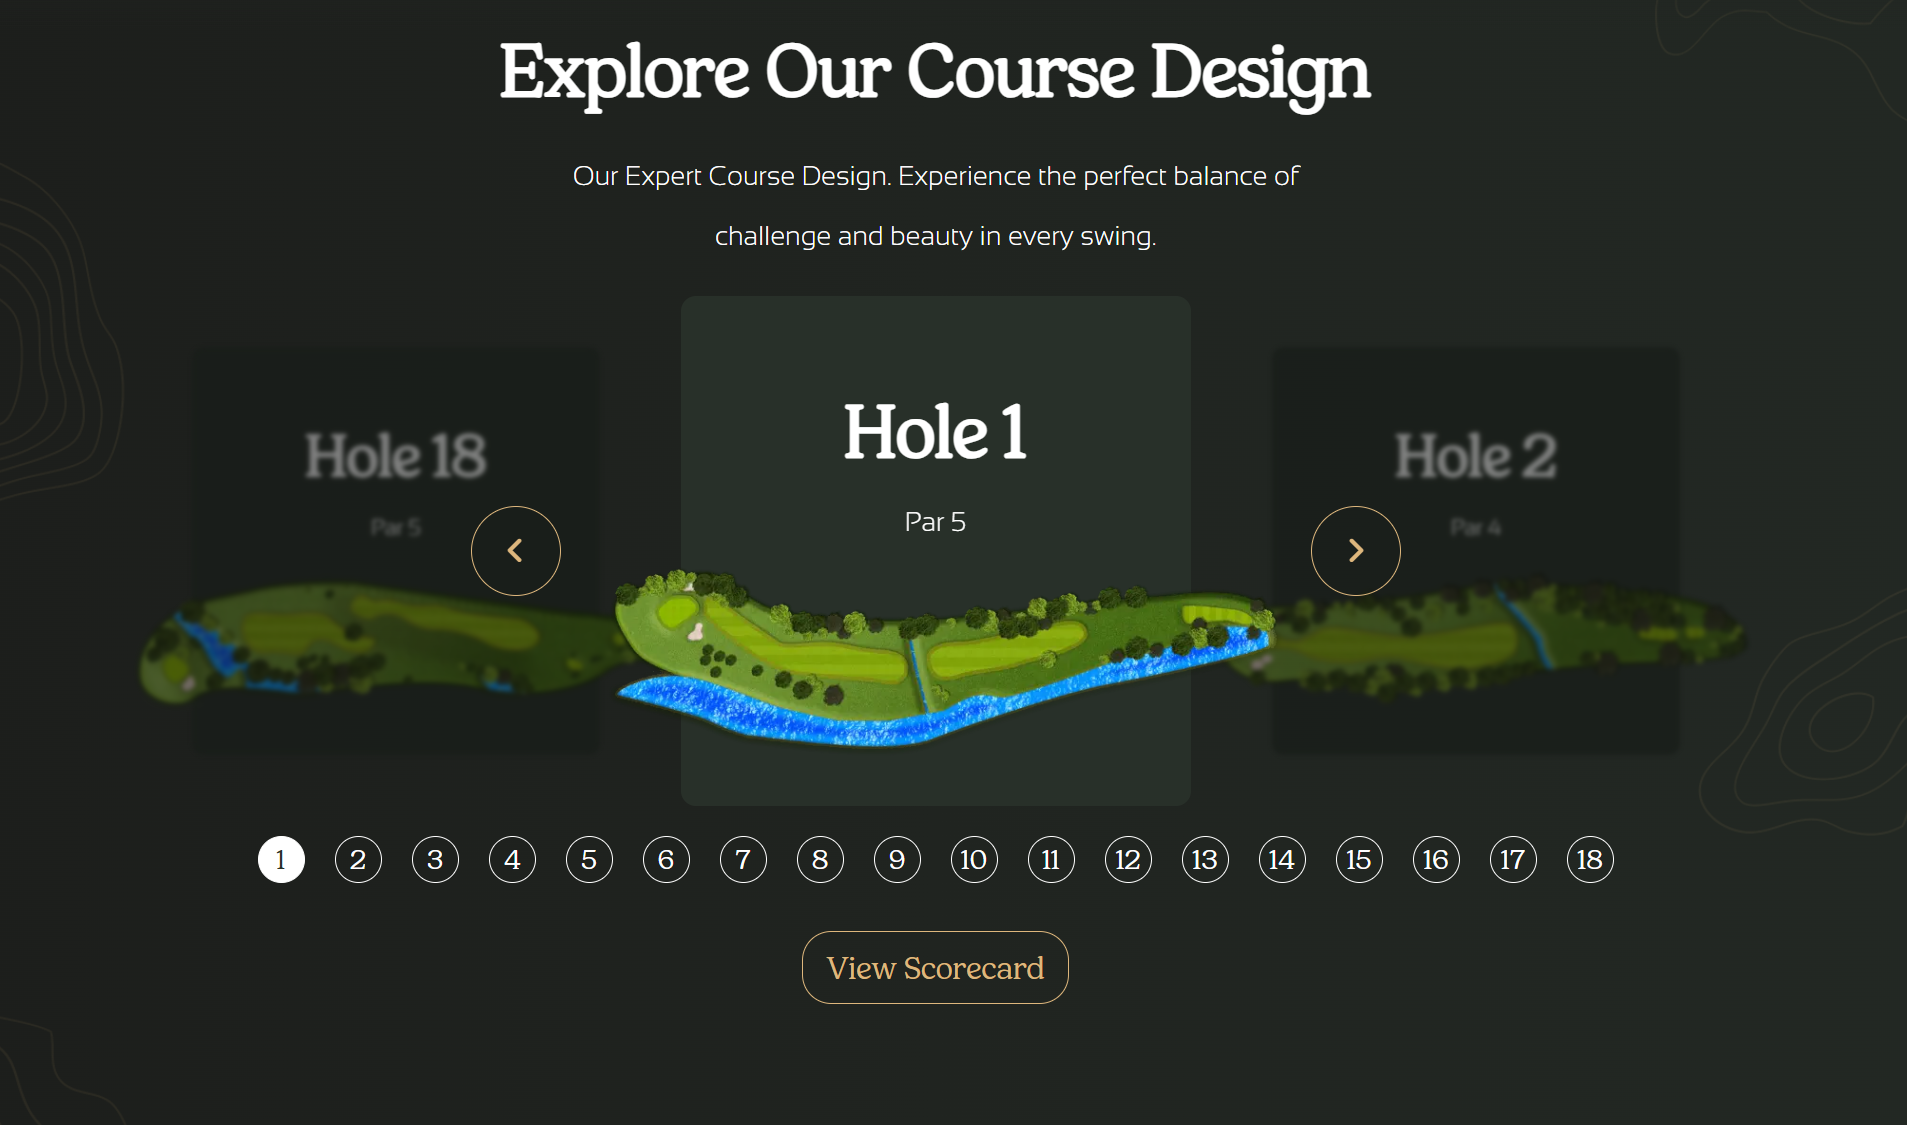 Explore Our Course Design
Our Expert Course Design. Experience the perfect balance of
challenge and beauty in every swing.
Hole 18
Par 5
Hole 1
Par 5
Hole 2
Par 4
1 2 3 4 5 6 7 8 9 10 11 12 13 14 15 16 17 18
View Scorecard